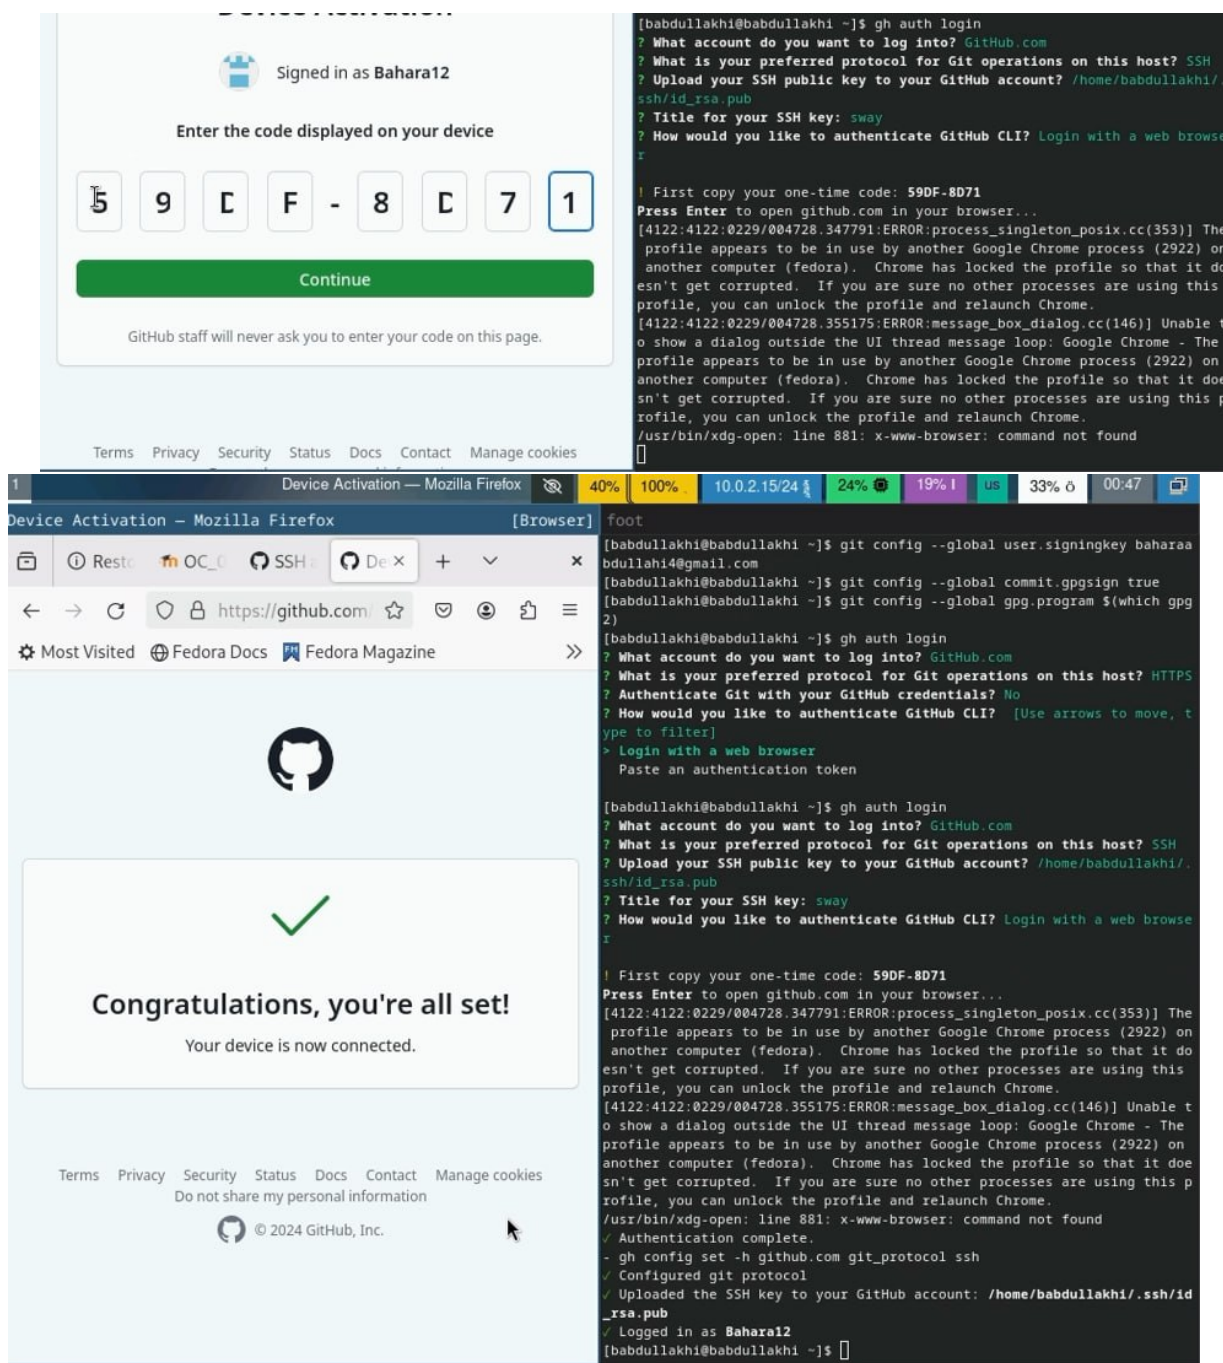 Device Activation
Signed in as Bahara12
Enter the code displayed on your device
5 9 D F - 8 D 7 1
Continue
GitHub staff will never ask you to enter your code on this page.
Terms Privacy Security Status Docs Contact Manage cookies
[babdullakhi@babdullakhi ~]$ gh auth login
? What account do you want to log into? GitHub.com
? What is your preferred protocol for Git operations on this host? SSH
? Upload your SSH public key to your GitHub account? /home/babdullakhi/.
ssh/id_rsa.pub
? Title for your SSH key: sway
? How would you like to authenticate GitHub CLI? Login with a web browse
r
! First copy your one-time code: 59DF-8D71
Press Enter to open github.com in your browser...
[4122:4122:0229/004728.347791:ERROR:process_singleton_posix.cc(353)] The
profile appears to be in use by another Google Chrome process (2922) on
another computer (fedora). Chrome has locked the profile so that it do
esn't get corrupted. If you are sure no other processes are using this
profile, you can unlock the profile and relaunch Chrome.
[4122:4122:0229/004728.355175:ERROR:message_box_dialog.cc(146)] Unable t
o show a dialog outside the UI thread message loop: Google Chrome - The
profile appears to be in use by another Google Chrome process (2922) on
another computer (fedora). Chrome has locked the profile so that it doe
sn't get corrupted. If you are sure no other processes are using this p
rofile, you can unlock the profile and relaunch Chrome.
/usr/bin/xdg-open: line 881: x-www-browser: command not found
1 Device Activation — Mozilla Firefox 40% 100% 10.0.2.15/24 24% 19% us 33% 00:47
Device Activation — Mozilla Firefox [Browser]
Rest OC_ SSH De
https://github.com/
Most Visited Fedora Docs Fedora Magazine
Congratulations, you're all set!
Your device is now connected.
Terms Privacy Security Status Docs Contact Manage cookies
Do not share my personal information
© 2024 GitHub, Inc.
foot
[babdullakhi@babdullakhi ~]$ git config --global user.signingkey baharaa
bdullahi4@gmail.com
[babdullakhi@babdullakhi ~]$ git config --global commit.gpgsign true
[babdullakhi@babdullakhi ~]$ git config --global gpg.program $(which gpg
2)
[babdullakhi@babdullakhi ~]$ gh auth login
? What account do you want to log into? GitHub.com
? What is your preferred protocol for Git operations on this host? HTTPS
? Authenticate Git with your GitHub credentials? No
? How would you like to authenticate GitHub CLI? [Use arrows to move, t
ype to filter]
> Login with a web browser
Paste an authentication token
[babdullakhi@babdullakhi ~]$ gh auth login
? What account do you want to log into? GitHub.com
? What is your preferred protocol for Git operations on this host? SSH
? Upload your SSH public key to your GitHub account? /home/babdullakhi/.
ssh/id_rsa.pub
? Title for your SSH key: sway
? How would you like to authenticate GitHub CLI? Login with a web browse
r
! First copy your one-time code: 59DF-8D71
Press Enter to open github.com in your browser...
[4122:4122:0229/004728.347791:ERROR:process_singleton_posix.cc(353)] The
profile appears to be in use by another Google Chrome process (2922) on
another computer (fedora). Chrome has locked the profile so that it do
esn't get corrupted. If you are sure no other processes are using this
profile, you can unlock the profile and relaunch Chrome.
[4122:4122:0229/004728.355175:ERROR:message_box_dialog.cc(146)] Unable t
o show a dialog outside the UI thread message loop: Google Chrome - The
profile appears to be in use by another Google Chrome process (2922) on
another computer (fedora). Chrome has locked the profile so that it doe
sn't get corrupted. If you are sure no other processes are using this p
rofile, you can unlock the profile and relaunch Chrome.
/usr/bin/xdg-open: line 881: x-www-browser: command not found
✓ Authentication complete.
- gh config set -h github.com git_protocol ssh
✓ Configured git protocol
✓ Uploaded the SSH key to your GitHub account: /home/babdullakhi/.ssh/id
_rsa.pub
✓ Logged in as Bahara12
[babdullakhi@babdullakhi ~]$